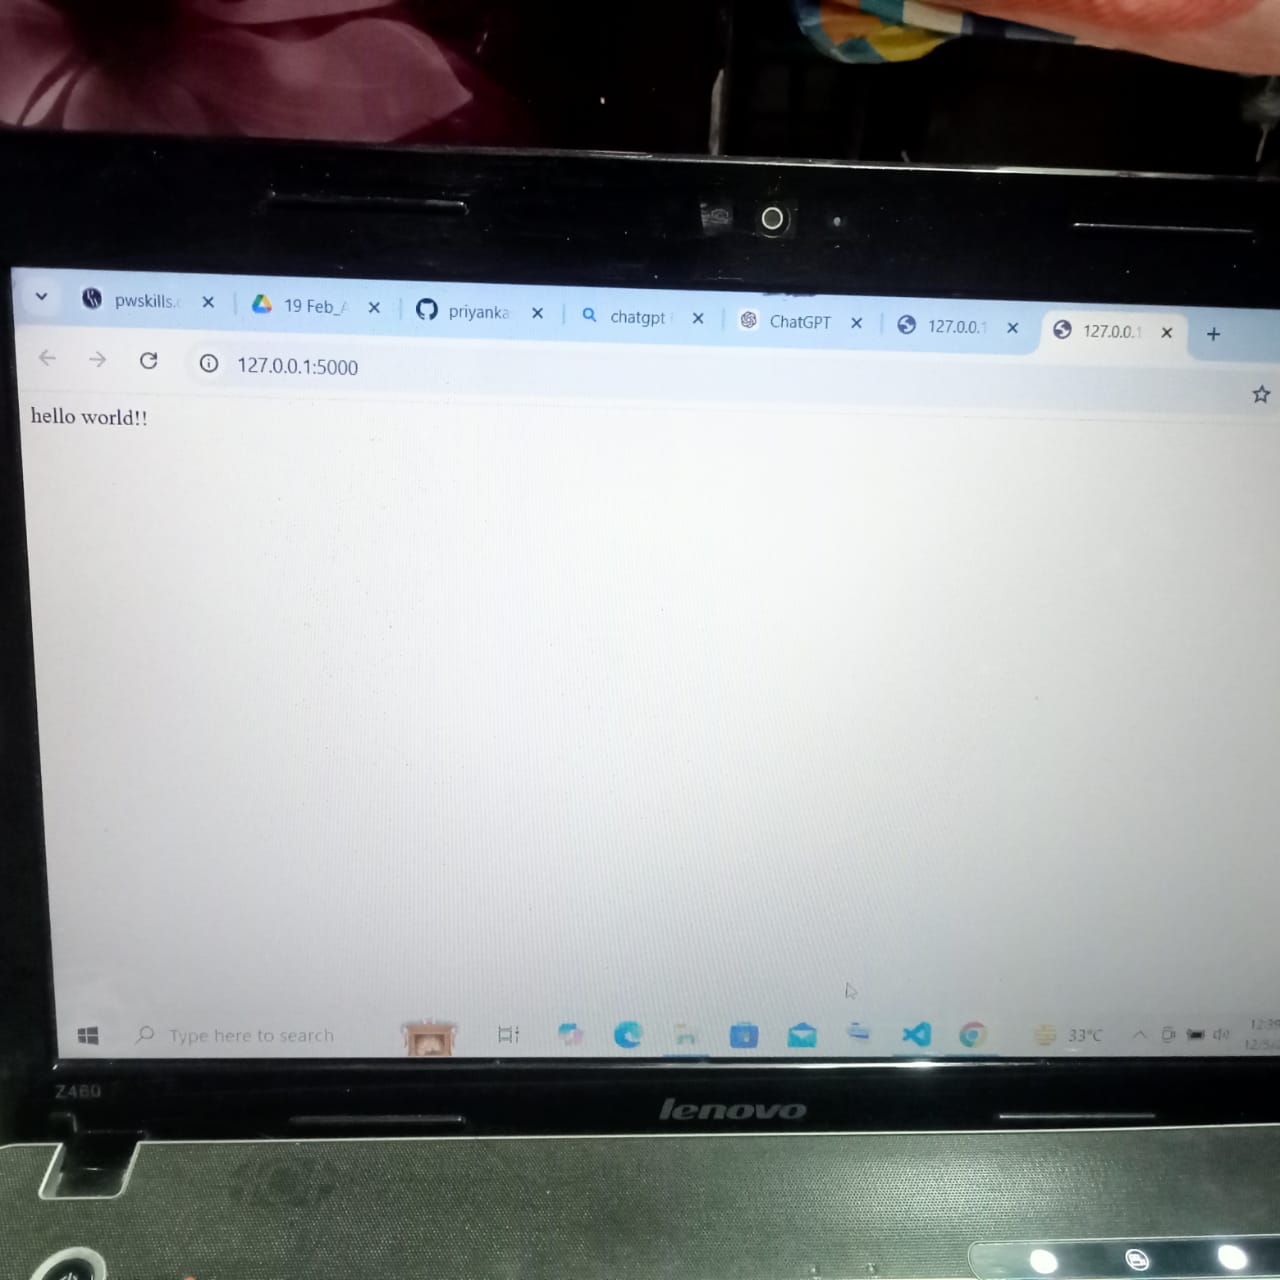 pwskills.
19 Feb_
priyanka
chatgpt
ChatGPT
127.0.0.1
127.0.0.1
127.0.0.1:5000
hello world!!
Type here to search
33°C
Z460
lenovo